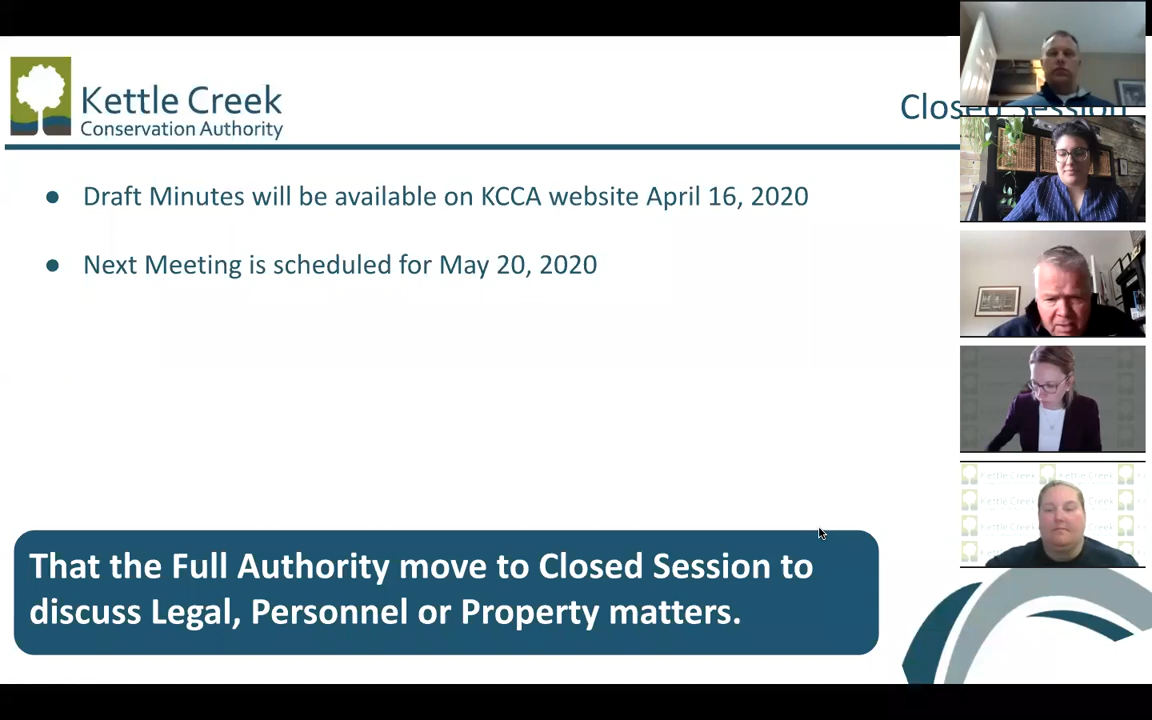 Kettle Creek
Conservation Authority
Closed Session
● Draft Minutes will be available on KCCA website April 16, 2020
● Next Meeting is scheduled for May 20, 2020
That the Full Authority move to Closed Session to
discuss Legal, Personnel or Property matters.